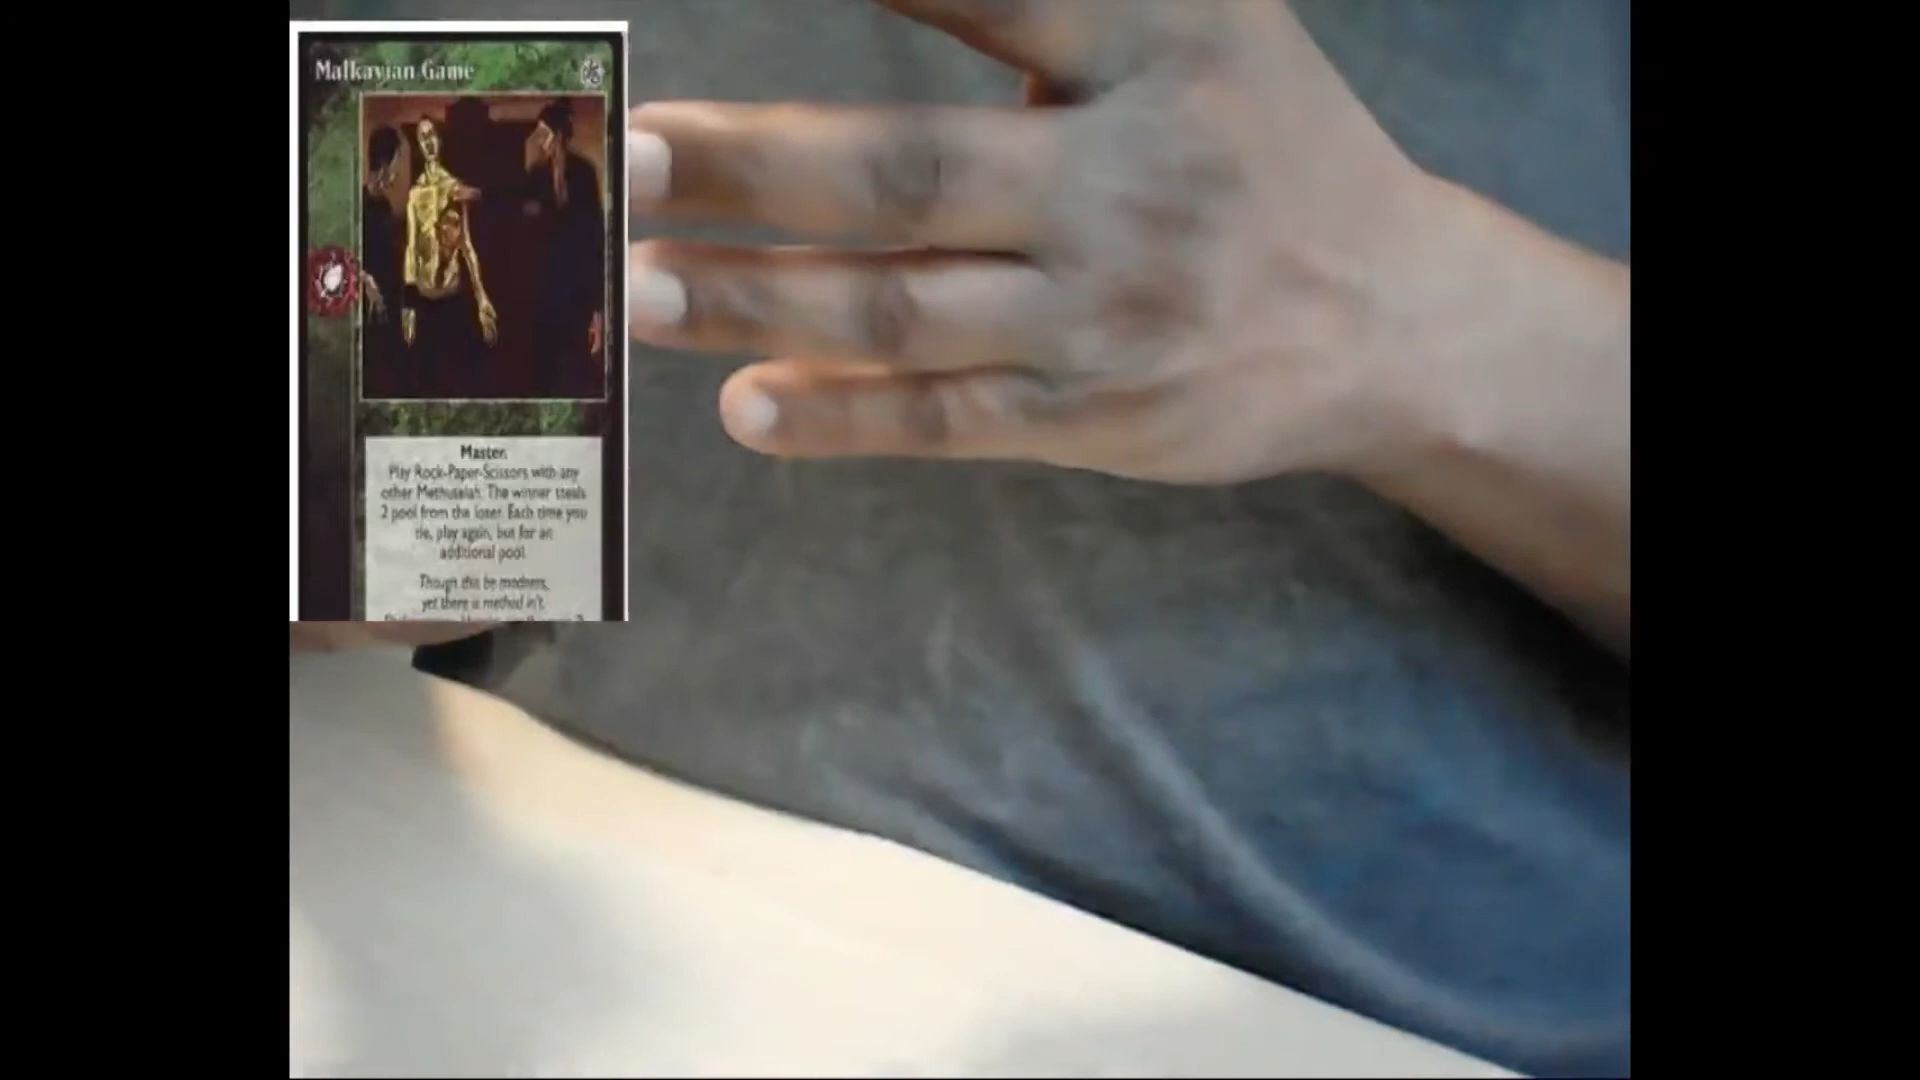 Malkavian Game
Master.
Play Rock-Paper-Scissors with any
other Methuselah. The winner steals
2 pool from the loser. Each time you
tie, play again, but for an
additional pool.
Though this be madness,
yet there is method in't.